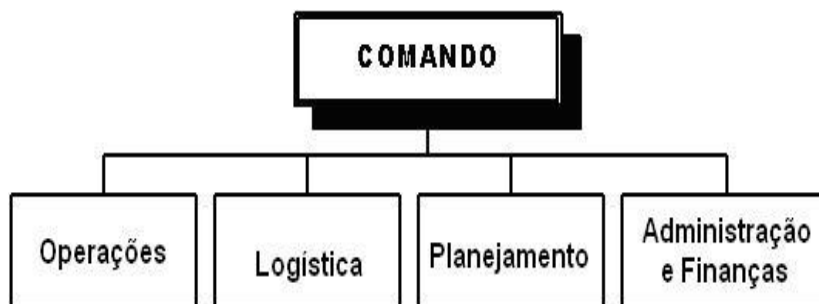 COMANDO
Operações
Logística
Planejamento
Administração
e Finanças